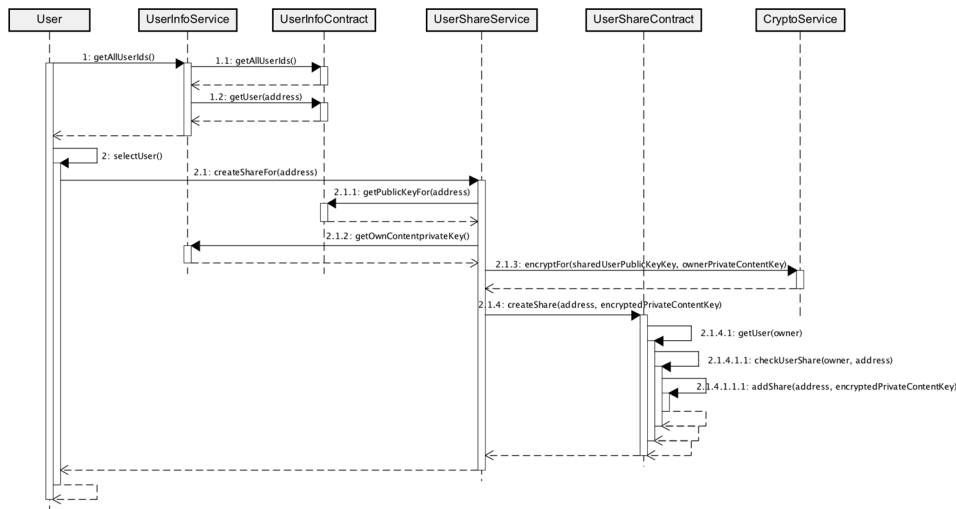 User
UserInfoService
UserInfoContract
UserShareService
UserShareContract
CryptoService
1: getAllUserIds()
1.1: getAllUserIds()
1.2: getUser(address)
2: selectUser()
2.1: createShareFor(address)
2.1.1: getPublicKeyFor(address)
2.1.2: getOwnContentprivateKey()
2.1.3: encryptFor(sharedUserPublicKeyKey, ownerPrivateContentKey)
2.1.4: createShare(address, encryptedPrivateContentKey)
2.1.4.1: getUser(owner)
2.1.4.1.1: checkUserShare(owner, address)
2.1.4.1.1.1: addShare(address, encryptedPrivateContentKey)